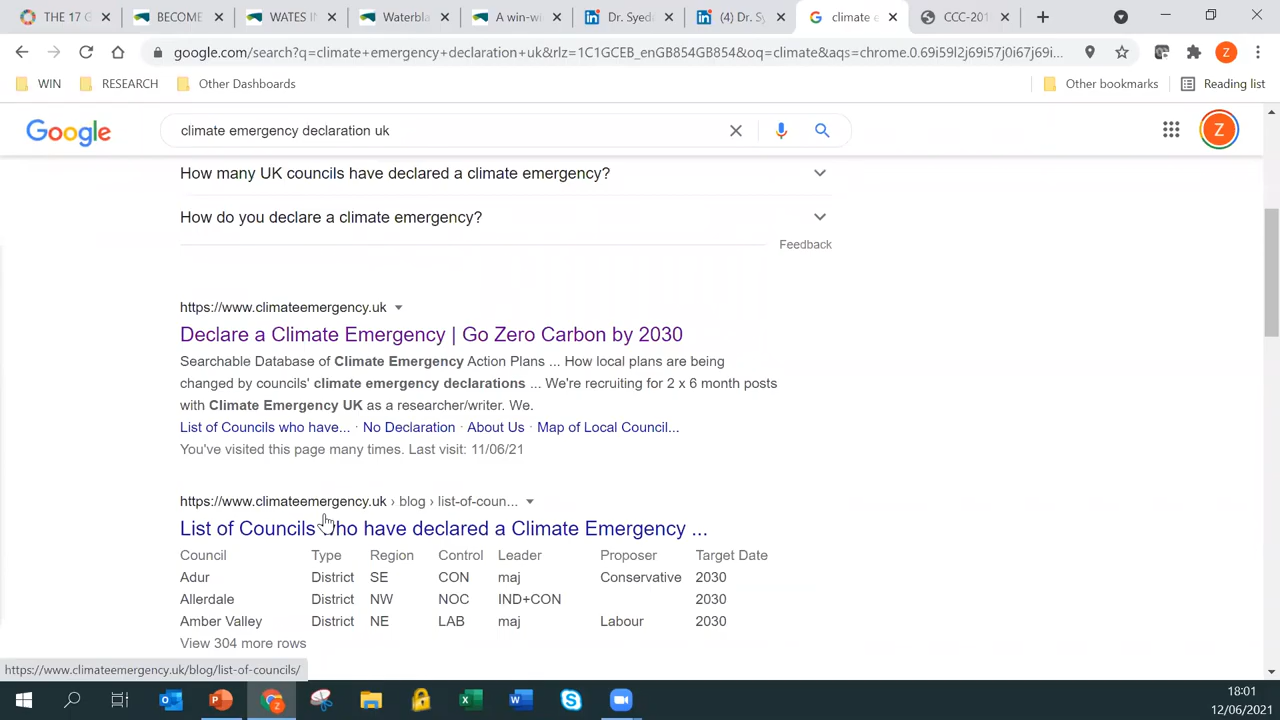 THE 17 G
BECOME
WATES IN
Waterbla
A win-wi
Dr. Syeda
(4) Dr. Sy
climate e
CCC-201
google.com/search?q=climate+emergency+declaration+uk&rlz=1C1GCEB_enGB854GB854&oq=climate&aqs=chrome.0.69i59l2j69i57j0i67j69i...
Z
WIN
RESEARCH
Other Dashboards
Other bookmarks
Reading list
Google
climate emergency declaration uk
Z
How many UK councils have declared a climate emergency?
How do you declare a climate emergency?
Feedback
https://www.climateemergency.uk
Declare a Climate Emergency | Go Zero Carbon by 2030
Searchable Database of Climate Emergency Action Plans ... How local plans are being
changed by councils' climate emergency declarations ... We're recruiting for 2 x 6 month posts
with Climate Emergency UK as a researcher/writer. We.
List of Councils who have... · No Declaration · About Us · Map of Local Council...
You've visited this page many times. Last visit: 11/06/21
https://www.climateemergency.uk › blog › list-of-coun...
List of Councils who have declared a Climate Emergency ...
Council Type Region Control Leader Proposer Target Date
Adur District SE CON maj Conservative 2030
Allerdale District NW NOC IND+CON 2030
Amber Valley District NE LAB maj Labour 2030
View 304 more rows
https://www.climateemergency.uk/blog/list-of-councils/
18:01
12/06/2021